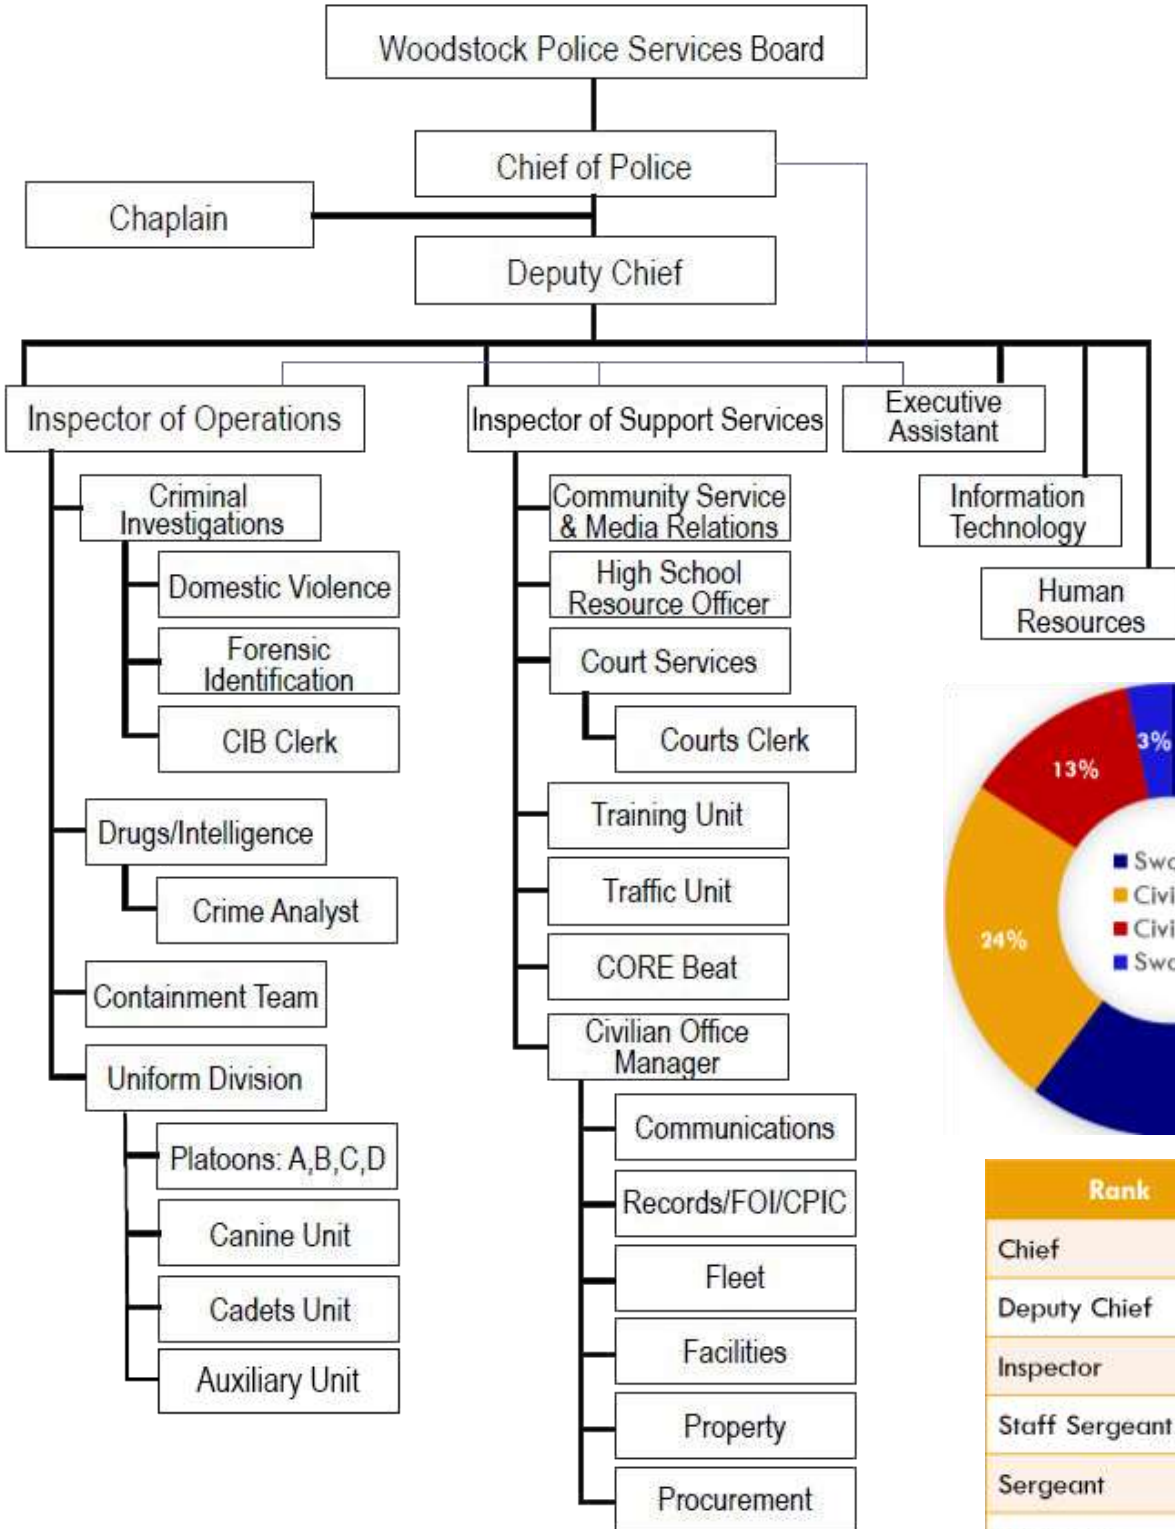 Woodstock Police Services Board
Chief of Police
Chaplain
Deputy Chief
Inspector of Operations
Inspector of Support Services
Executive
Assistant
Criminal
Investigations
Community Service
& Media Relations
Information
Technology
Domestic Violence
High School
Resource Officer
Human
Resources
Forensic
Identification
Court Services
CIB Clerk
Courts Clerk
Drugs/Intelligence
Training Unit
Crime Analyst
Traffic Unit
Containment Team
CORE Beat
Uniform Division
Civilian Office
Manager
Platoons: A,B,C,D
Communications
Canine Unit
Records/FOI/CPIC
Cadets Unit
Fleet
Auxiliary Unit
Facilities
Property
Procurement
3%
13%
24%
Rank
Chief
Deputy Chief
Inspector
Staff Sergeant
Sergeant